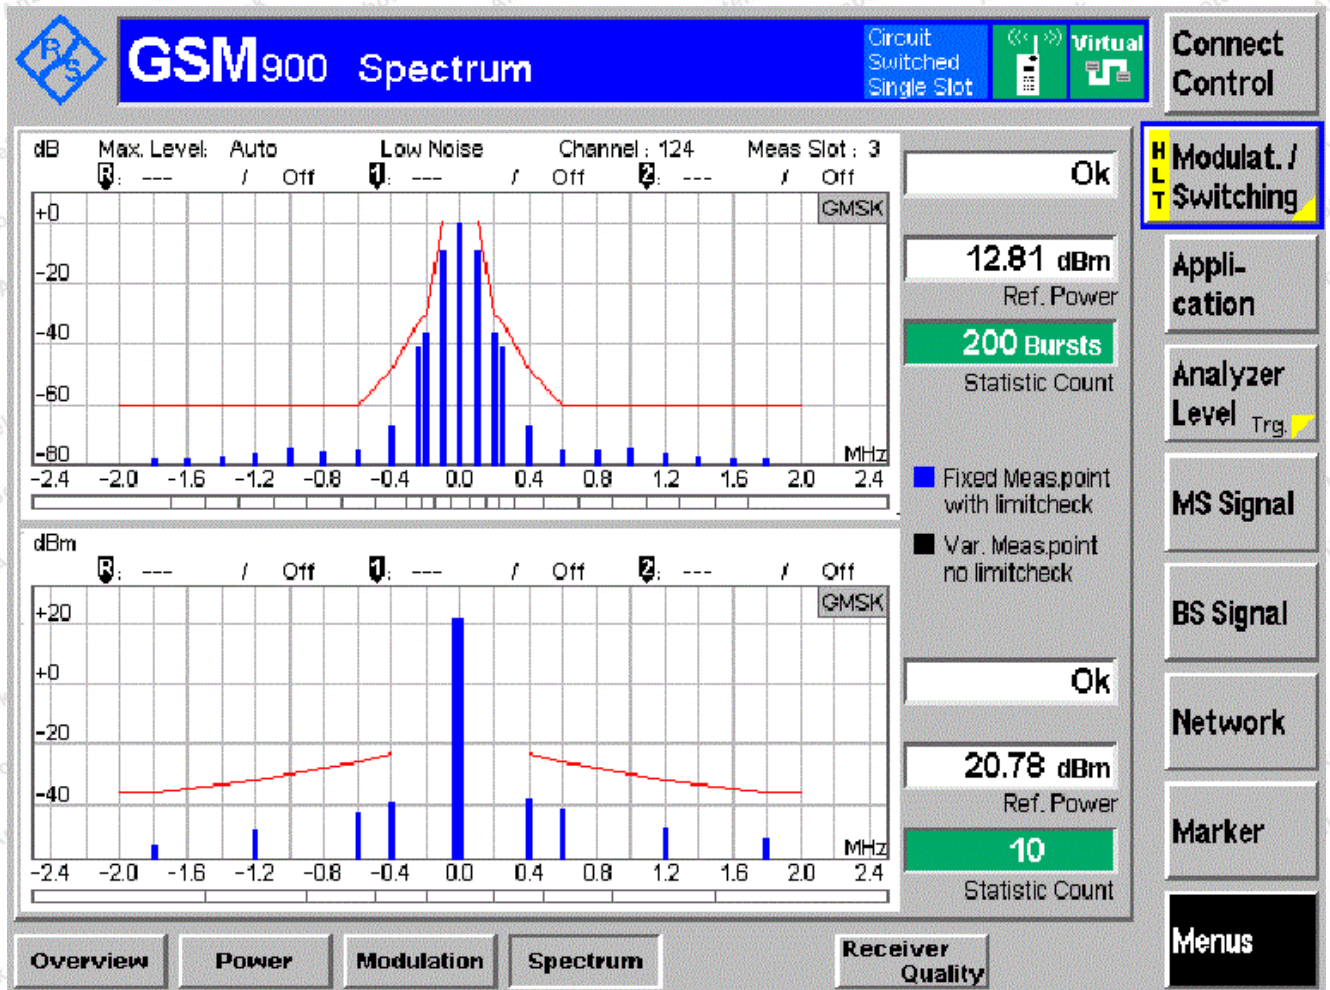 R&S
GSM900 Spectrum
Circuit
Switched
Single Slot
Virtual
Connect
Control
dB Max. Level: Auto Low Noise Channel : 124 Meas Slot : 3
R: --- / Off 1: --- / Off 2: --- / Off
GMSK
+0
-20
-40
-60
-80
MHz
-2.4 -2.0 -1.6 -1.2 -0.8 -0.4 0.0 0.4 0.8 1.2 1.6 2.0 2.4
Ok
12.81 dBm
Ref. Power
200 Bursts
Statistic Count
Fixed Meas.point
with limitcheck
Var. Meas.point
no limitcheck
dBm
R: --- / Off 1: --- / Off 2: --- / Off
GMSK
+20
+0
-20
-40
MHz
-2.4 -2.0 -1.6 -1.2 -0.8 -0.4 0.0 0.4 0.8 1.2 1.6 2.0 2.4
Ok
20.78 dBm
Ref. Power
10
Statistic Count
HLT
Modulat. /
Switching
Appli-
cation
Analyzer
Level Trg.
MS Signal
BS Signal
Network
Marker
Menus
Overview
Power
Modulation
Spectrum
Receiver
Quality